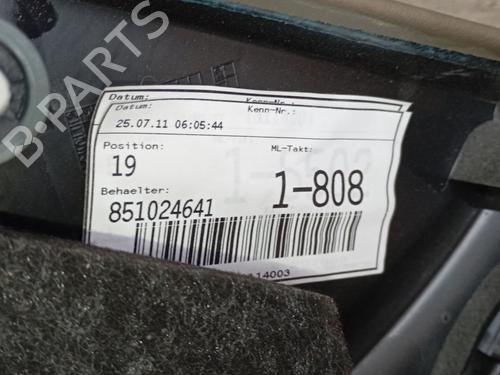 B-PARTS
Datum: Kenn-Nr.:
Datum: Kenn-Nr.:
25.07.11 06:05:44
Position: ML-Takt:
19
1-808
Behaelter:
851024641
14003